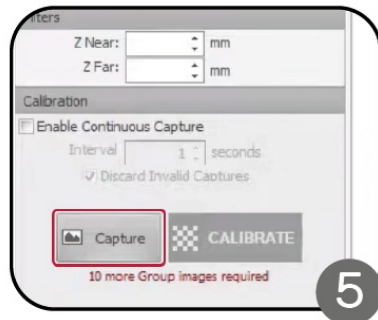 Filters
Z Near: mm
Z Far: mm
Calibration
Enable Continuous Capture
Interval 1 seconds
Discard Invalid Captures
Capture CALIBRATE
10 more Group images required
5